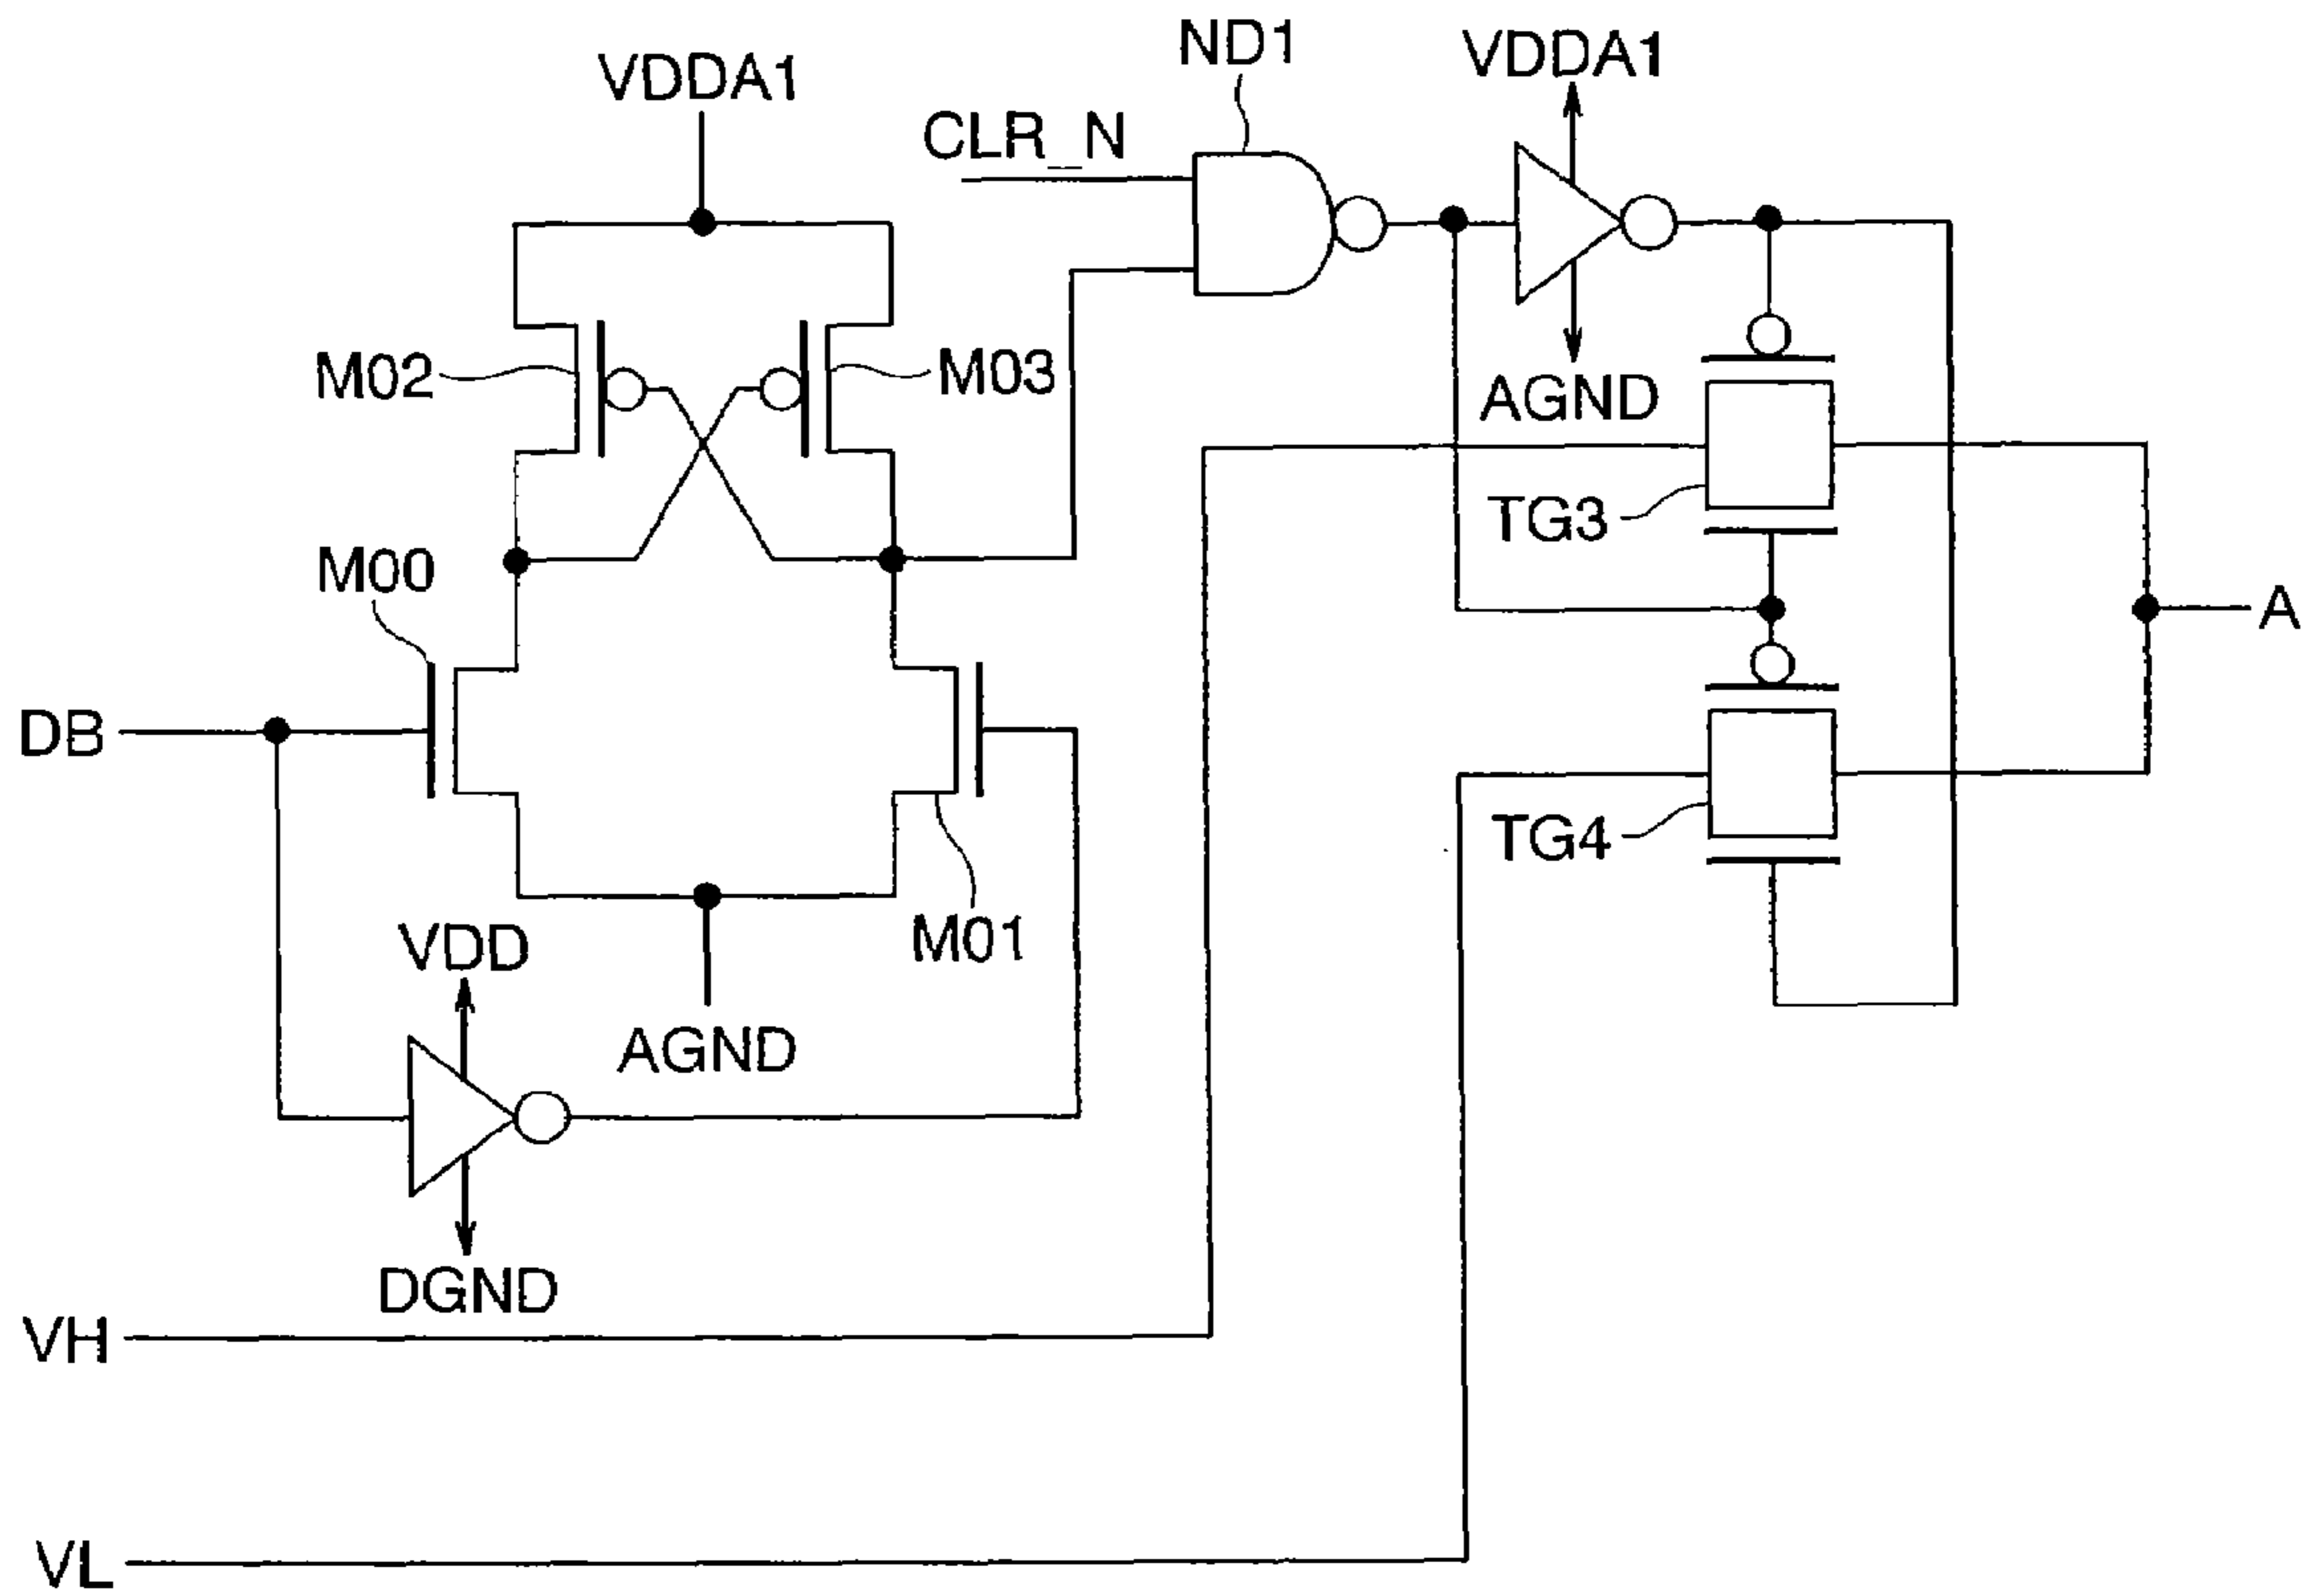 ND1
VDDA1
VDDA1
CLR_N
M02
M03
AGND
TG3
M00
A
DB
TG4
VDD
M01
AGND
DGND
VH
VL